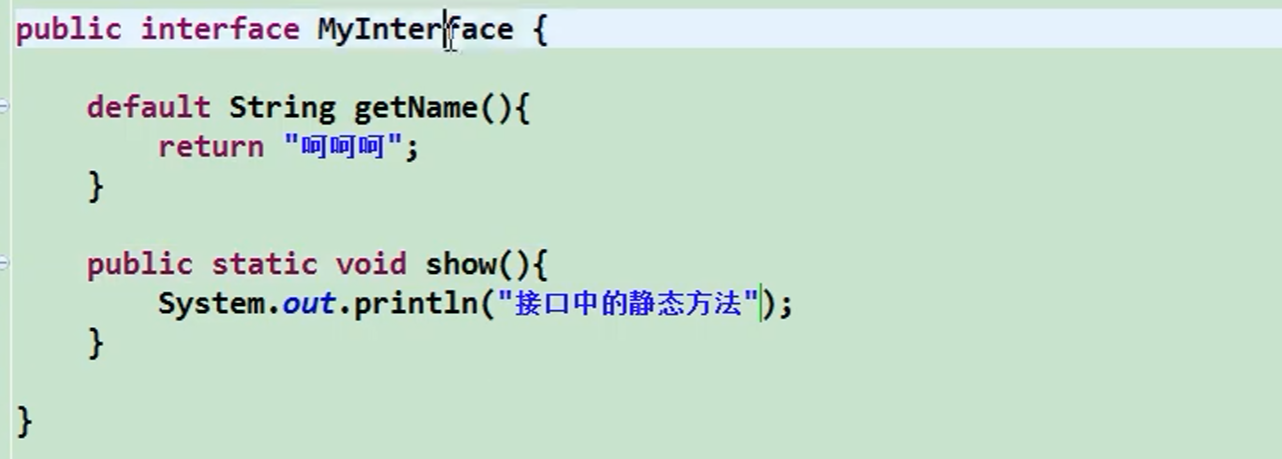 public interface MyInterface {
default String getName(){
return "呵呵呵";
}
public static void show(){
System.out.println("接口中的静态方法");
}
}